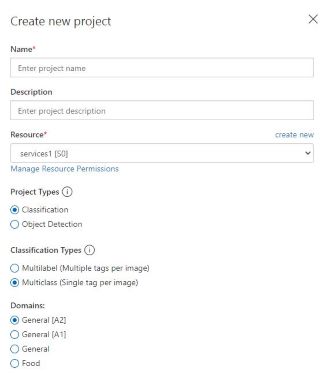 Create new project
Name*
Enter project name
Description
Enter project description
Resource* create new
services1 [S0]
Manage Resource Permissions
Project Types i
Classification
Object Detection
Classification Types i
Multilabel (Multiple tags per image)
Multiclass (Single tag per image)
Domains:
General [A2]
General [A1]
General
Food